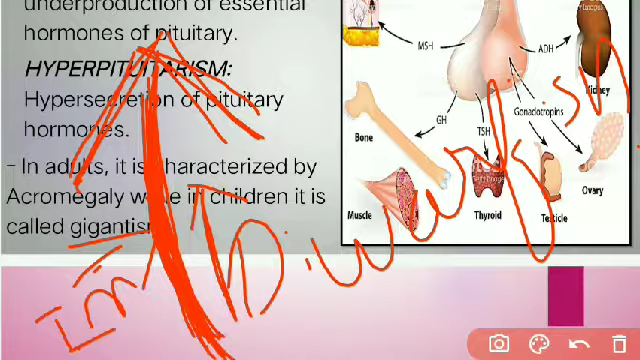 underproduction of essential
hormones of pituitary.
HYPERPITUITARISM:
Hypersecretion of pituitary
hormones.
- In adults, it is characterized by
Acromegaly while in children it is
called gigantism
MSH
ADH
Kidney
GH
TSH
Gonadotropins
Bone
Ovary
Muscle
Thyroid
Testicle